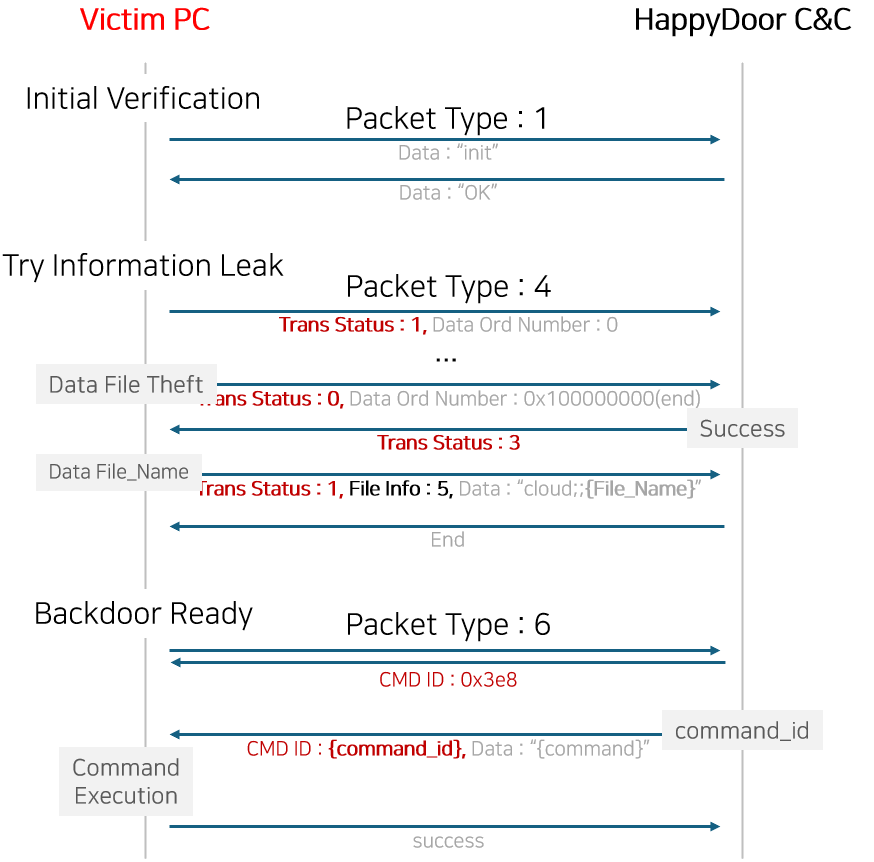 Victim PC
HappyDoor C&C
Initial Verification
Packet Type : 1
Data : “init”
Data : “OK”
Try Information Leak
Packet Type : 4
Trans Status : 1, Data Ord Number : 0
...
Data File Theft
Trans Status : 0, Data Ord Number : 0x100000000(end)
Success
Trans Status : 3
Data File_Name
Trans Status : 1, File Info : 5, Data : “cloud;;{File_Name}”
End
Backdoor Ready
Packet Type : 6
CMD ID : 0x3e8
command_id
CMD ID : {command_id}, Data : “{command}”
Command
Execution
success